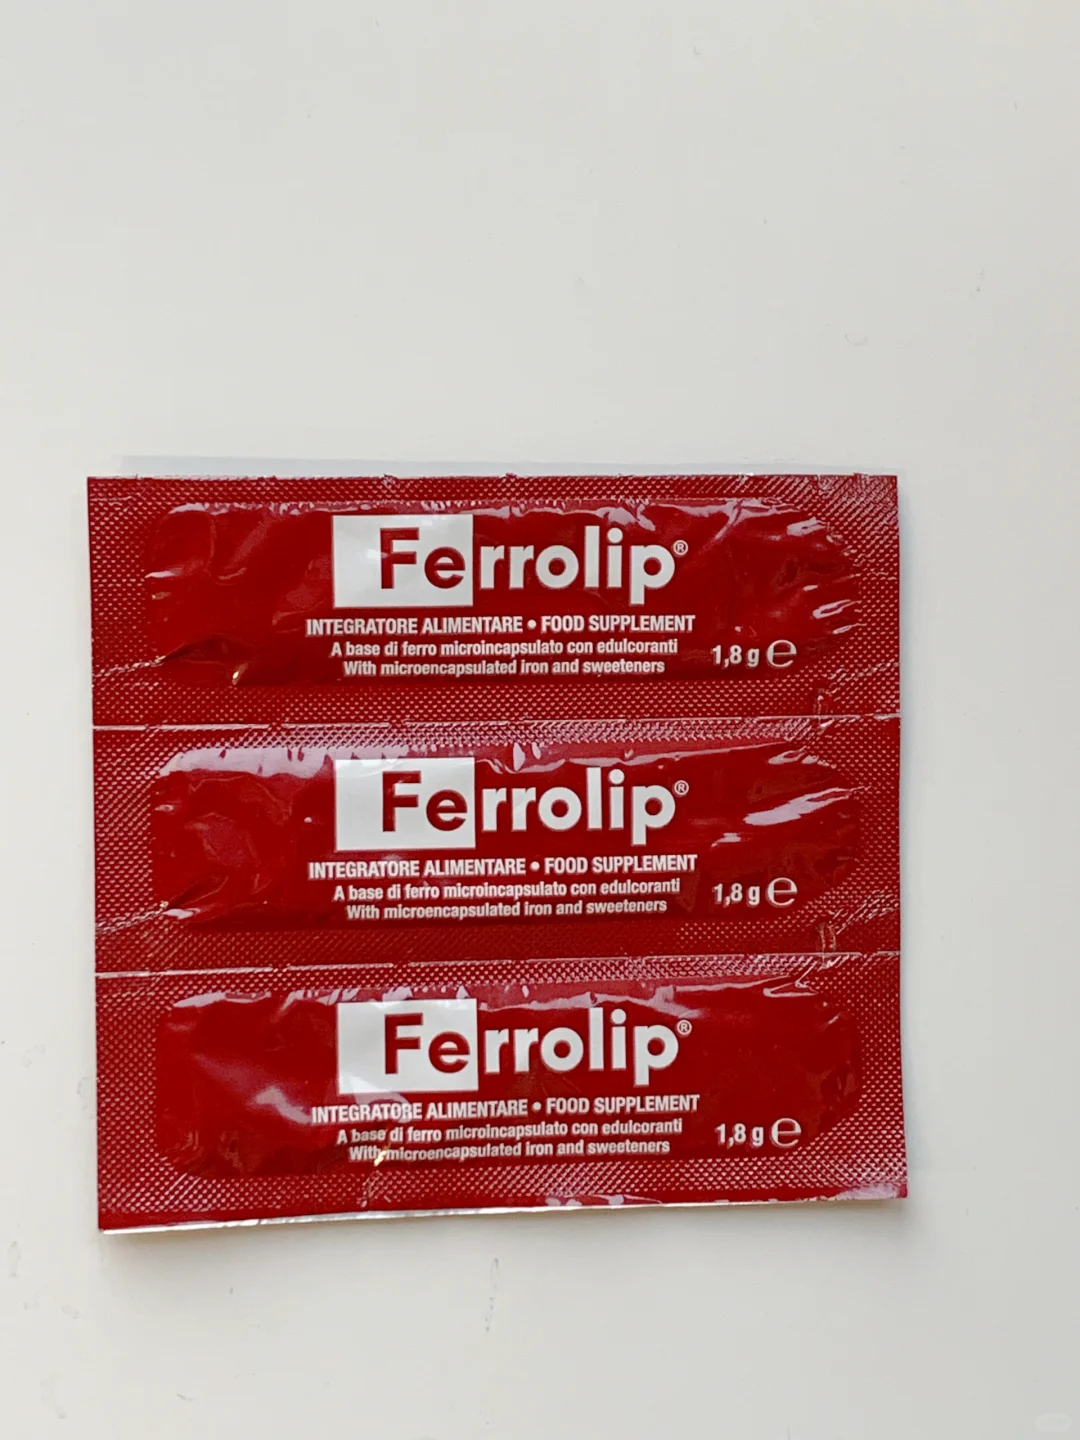 Ferrolip®
INTEGRATORE ALIMENTARE • FOOD SUPPLEMENT
A base di ferro microincapsulato con edulcoranti
With microencapsulated iron and sweeteners
1,8 g ℮
Ferrolip®
INTEGRATORE ALIMENTARE • FOOD SUPPLEMENT
A base di ferro microincapsulato con edulcoranti
With microencapsulated iron and sweeteners
1,8 g ℮
Ferrolip®
INTEGRATORE ALIMENTARE • FOOD SUPPLEMENT
A base di ferro microincapsulato con edulcoranti
With microencapsulated iron and sweeteners
1,8 g ℮